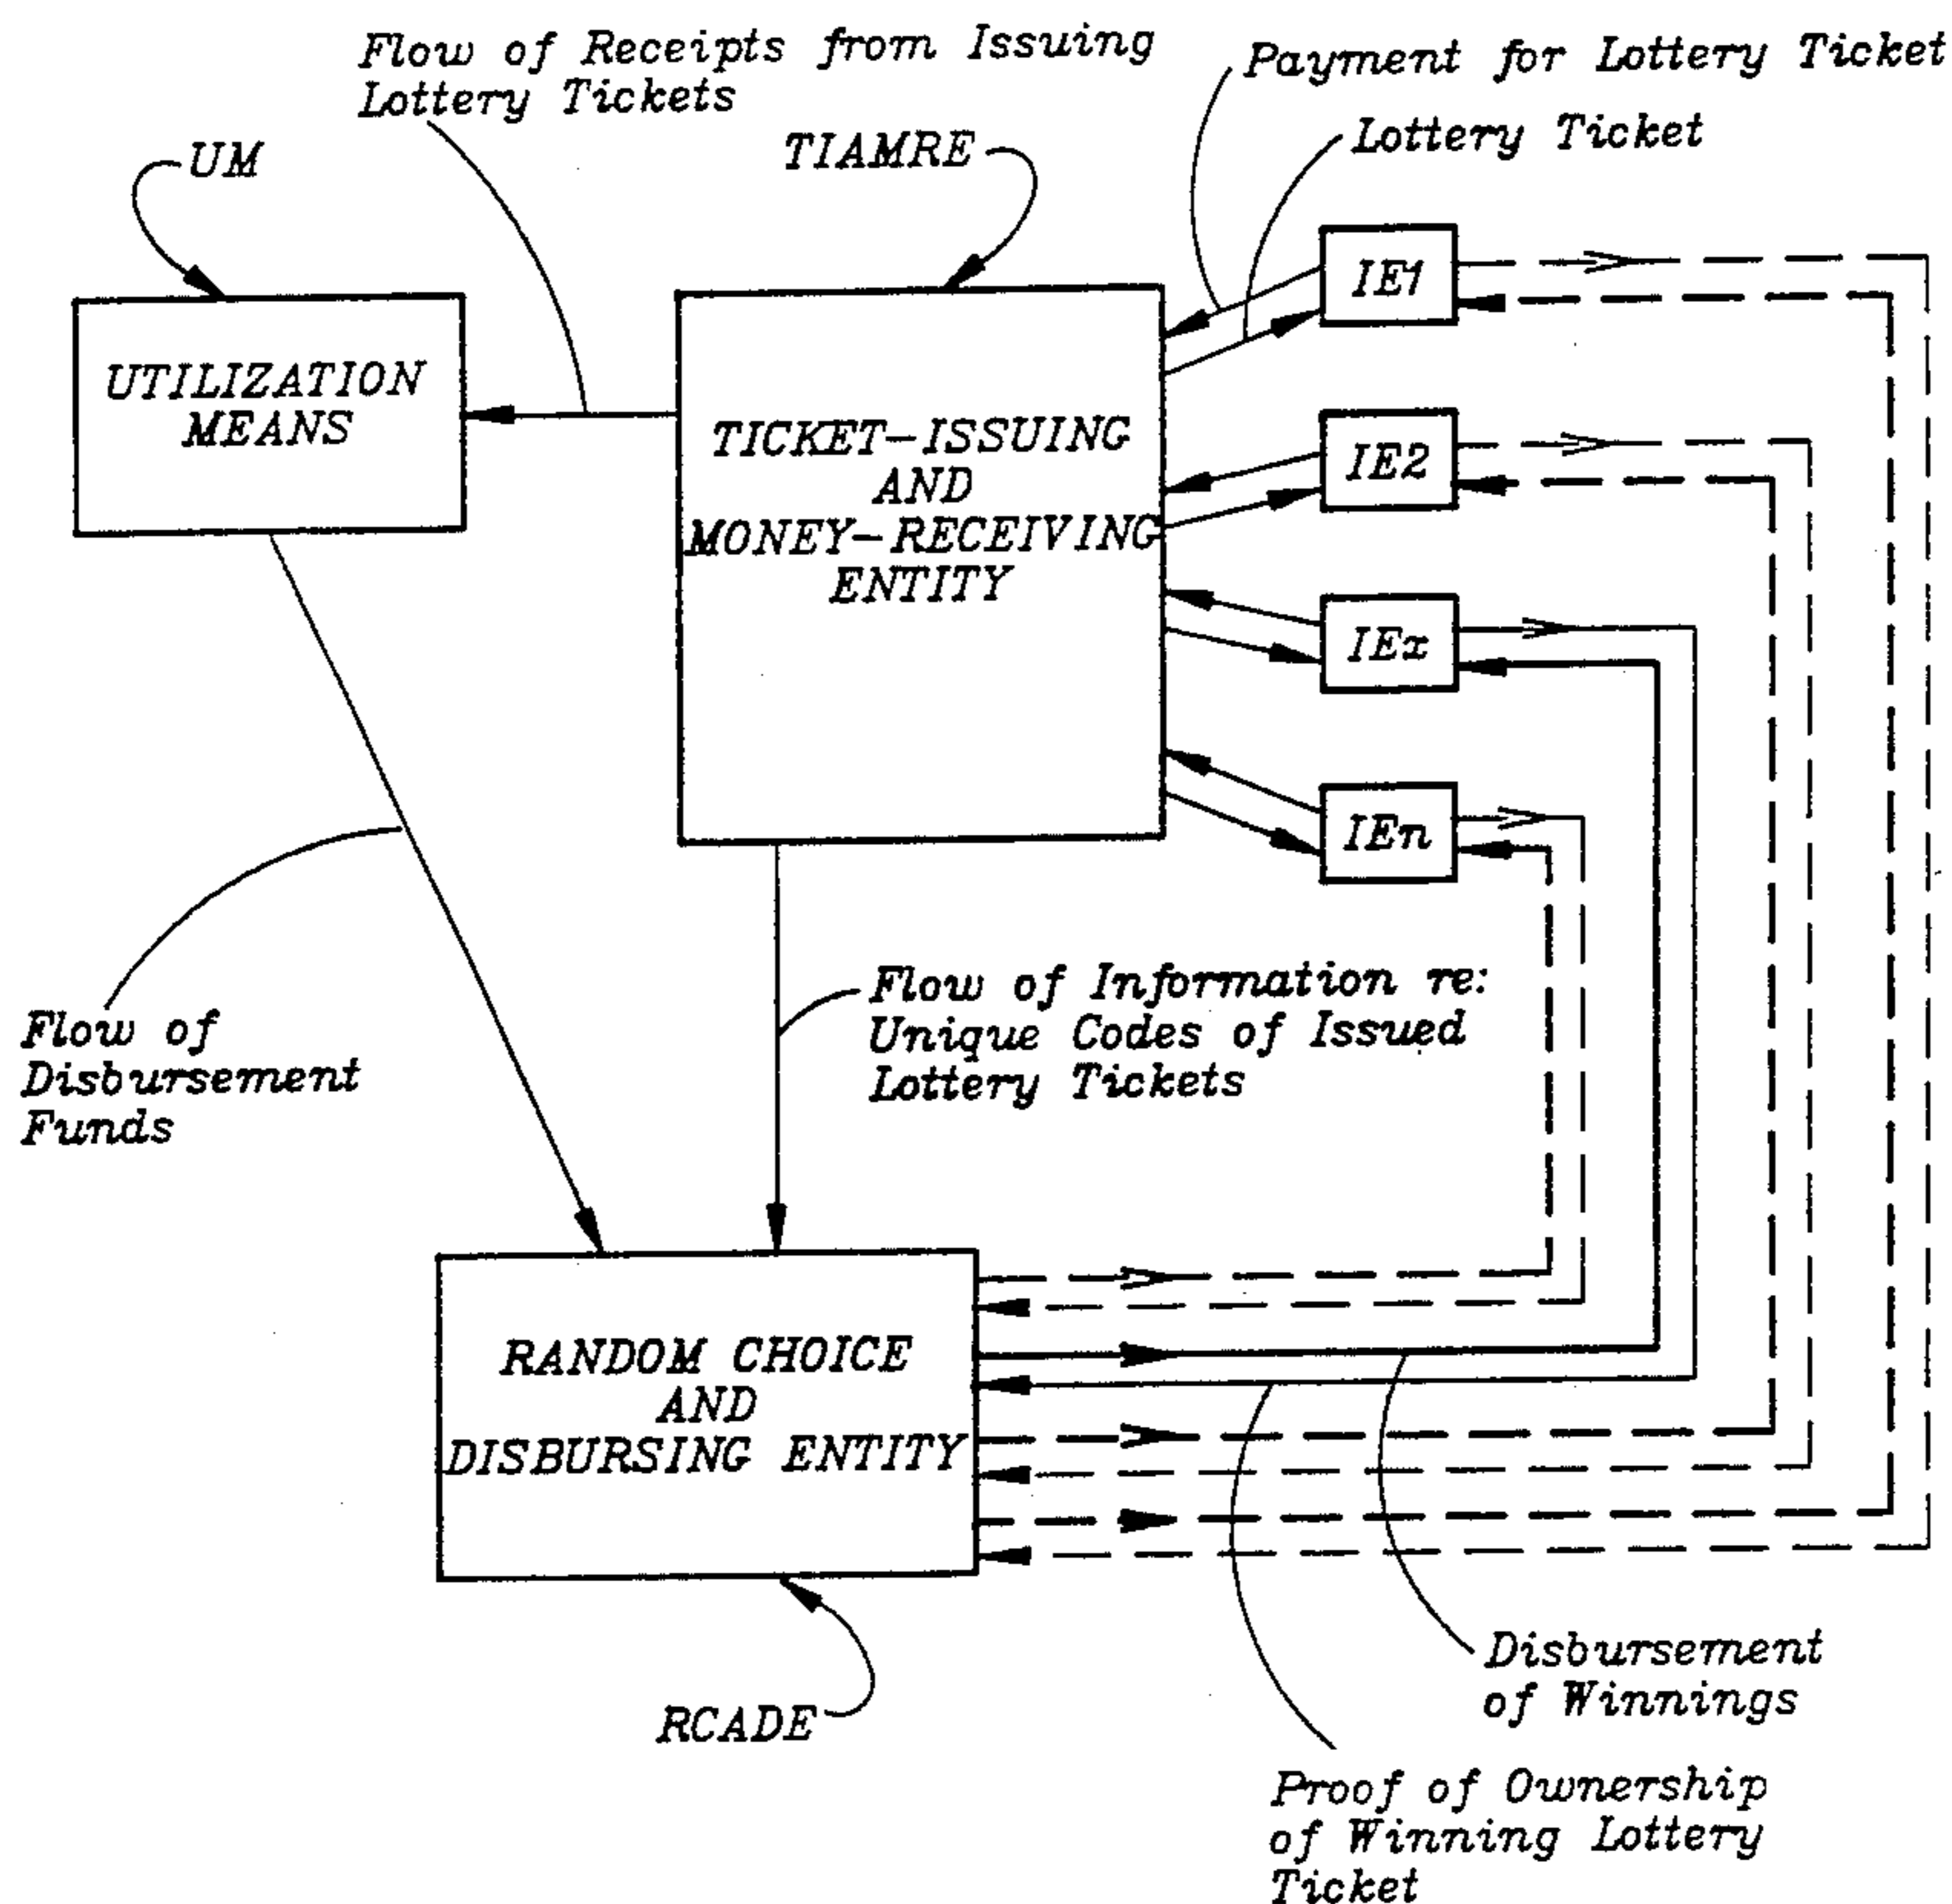 Flow of Receipts from Issuing
Lottery Tickets
Payment for Lottery Ticket
Lottery Ticket
UM
TIAMRE
UTILIZATION
MEANS
TICKET-ISSUING
AND
MONEY-RECEIVING
ENTITY
IE1
IE2
IEx
IEn
Flow of
Disbursement
Funds
Flow of Information re:
Unique Codes of Issued
Lottery Tickets
RANDOM CHOICE
AND
DISBURSING ENTITY
RCADE
Disbursement
of Winnings
Proof of Ownership
of Winning Lottery
Ticket